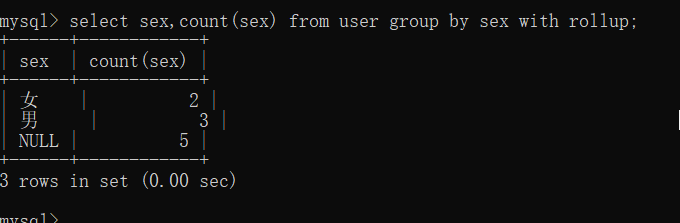 mysql> select sex,count(sex) from user group by sex with rollup;
+------+------------+
| sex  | count(sex) |
+------+------------+
| 女    |          2 |
| 男     |          3 |
| NULL |          5 |
+------+------------+
3 rows in set (0.00 sec)
mysql>